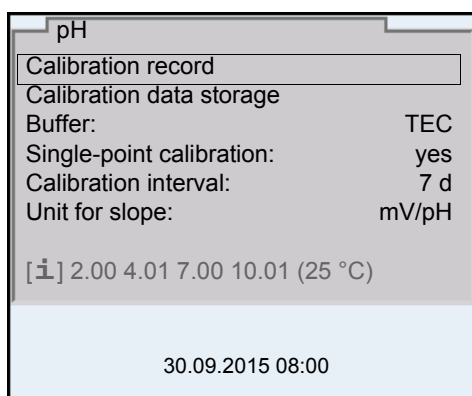 pH
Calibration record
Calibration data storage
Buffer: TEC
Single-point calibration: yes
Calibration interval: 7 d
Unit for slope: mV/pH
[i] 2.00 4.01 7.00 10.01 (25 °C)
30.09.2015 08:00